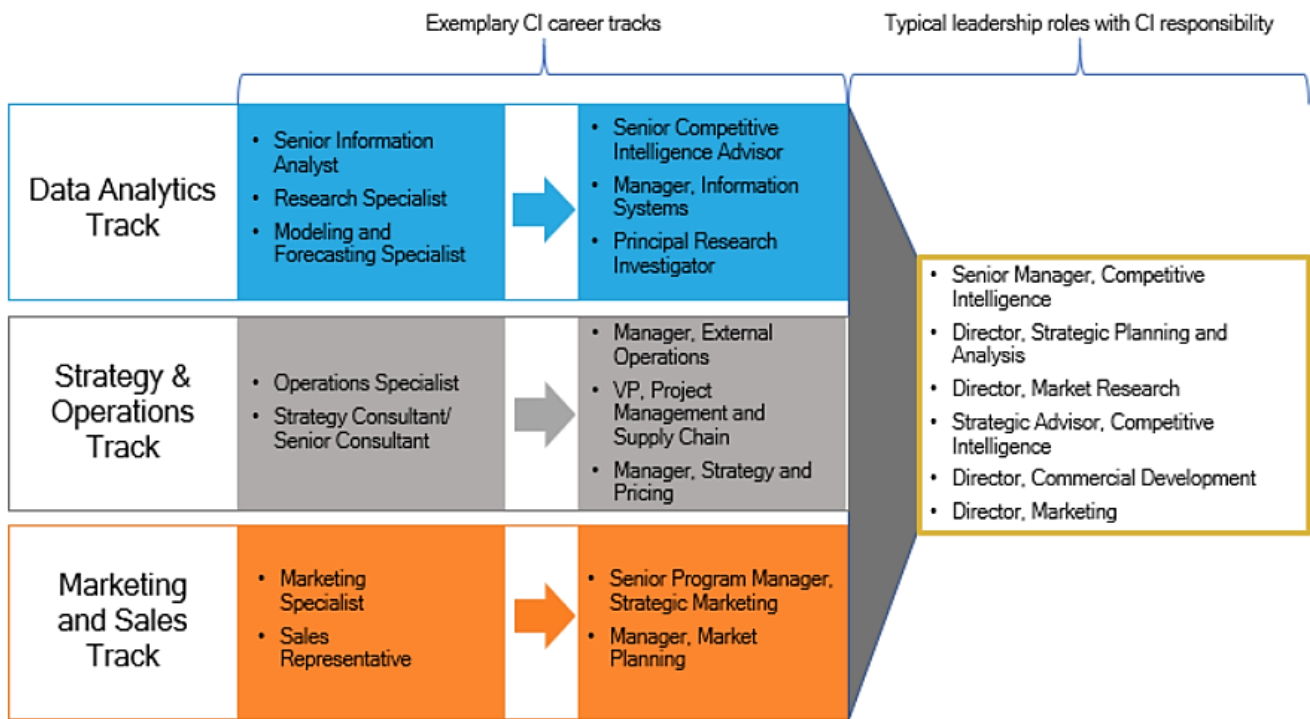 Exemplary CI career tracks
Typical leadership roles with CI responsibility
Data Analytics
Track
• Senior Information
Analyst
• Research Specialist
• Modeling and
Forecasting Specialist
• Senior Competitive
Intelligence Advisor
• Manager, Information
Systems
• Principal Research
Investigator
Strategy &
Operations
Track
• Operations Specialist
• Strategy Consultant/
Senior Consultant
• Manager, External
Operations
• VP, Project
Management and
Supply Chain
• Manager, Strategy and
Pricing
Marketing
and Sales
Track
• Marketing
Specialist
• Sales
Representative
• Senior Program Manager,
Strategic Marketing
• Manager, Market
Planning
• Senior Manager, Competitive
Intelligence
• Director, Strategic Planning and
Analysis
• Director, Market Research
• Strategic Advisor, Competitive
Intelligence
• Director, Commercial Development
• Director, Marketing